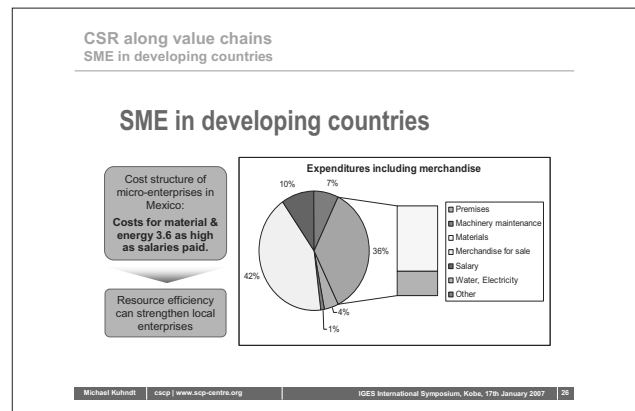 CSR along value chains
SME in developing countries
SME in developing countries
Cost structure of
micro-enterprises in
Mexico:
Costs for material &
energy 3.6 as high
as salaries paid.
Resource efficiency
can strengthen local
enterprises
Expenditures including merchandise
10%
7%
36%
42%
4%
1%
Premises
Machinery maintenance
Materials
Merchandise for sale
Salary
Water, Electricity
Other
Michael Kuhndt cscp | www.scp-centre.org IGES International Symposium, Kobe, 17th January 2007 26